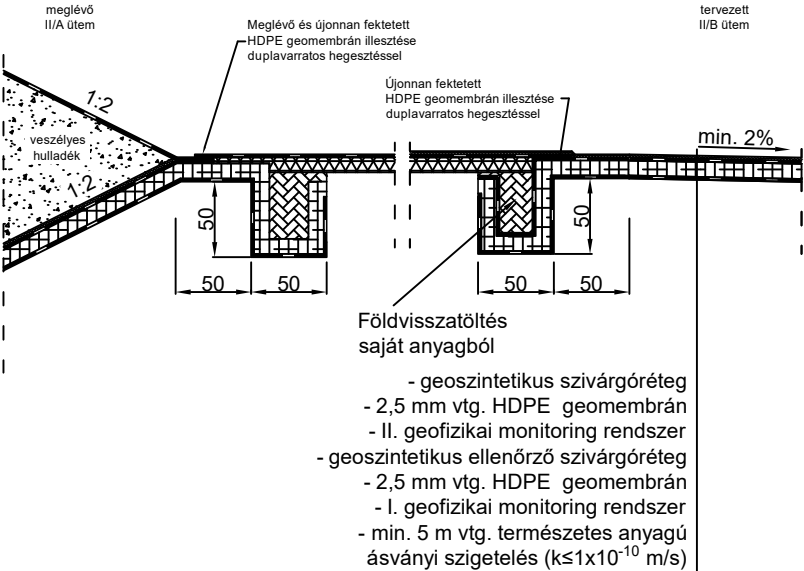 meglévő
II/A ütem
tervezett
II/B ütem
Meglévő és újonnan fektetett
HDPE geomembrán illesztése
duplavarratos hegesztéssel
Újonnan fektetett
HDPE geomembrán illesztése
duplavarratos hegesztéssel
1:2
veszélyes
hulladék
1:2
min. 2%
50
50
50
50
50
50
Földvisszatöltés
saját anyagból
- geoszintetikus szivárgóréteg
- 2,5 mm vtg. HDPE geomembrán
- II. geofizikai monitoring rendszer
- geoszintetikus ellenőrző szivárgóréteg
- 2,5 mm vtg. HDPE geomembrán
- I. geofizikai monitoring rendszer
- min. 5 m vtg. természetes anyagú
ásványi szigetelés (k≤1x10⁻¹⁰ m/s)